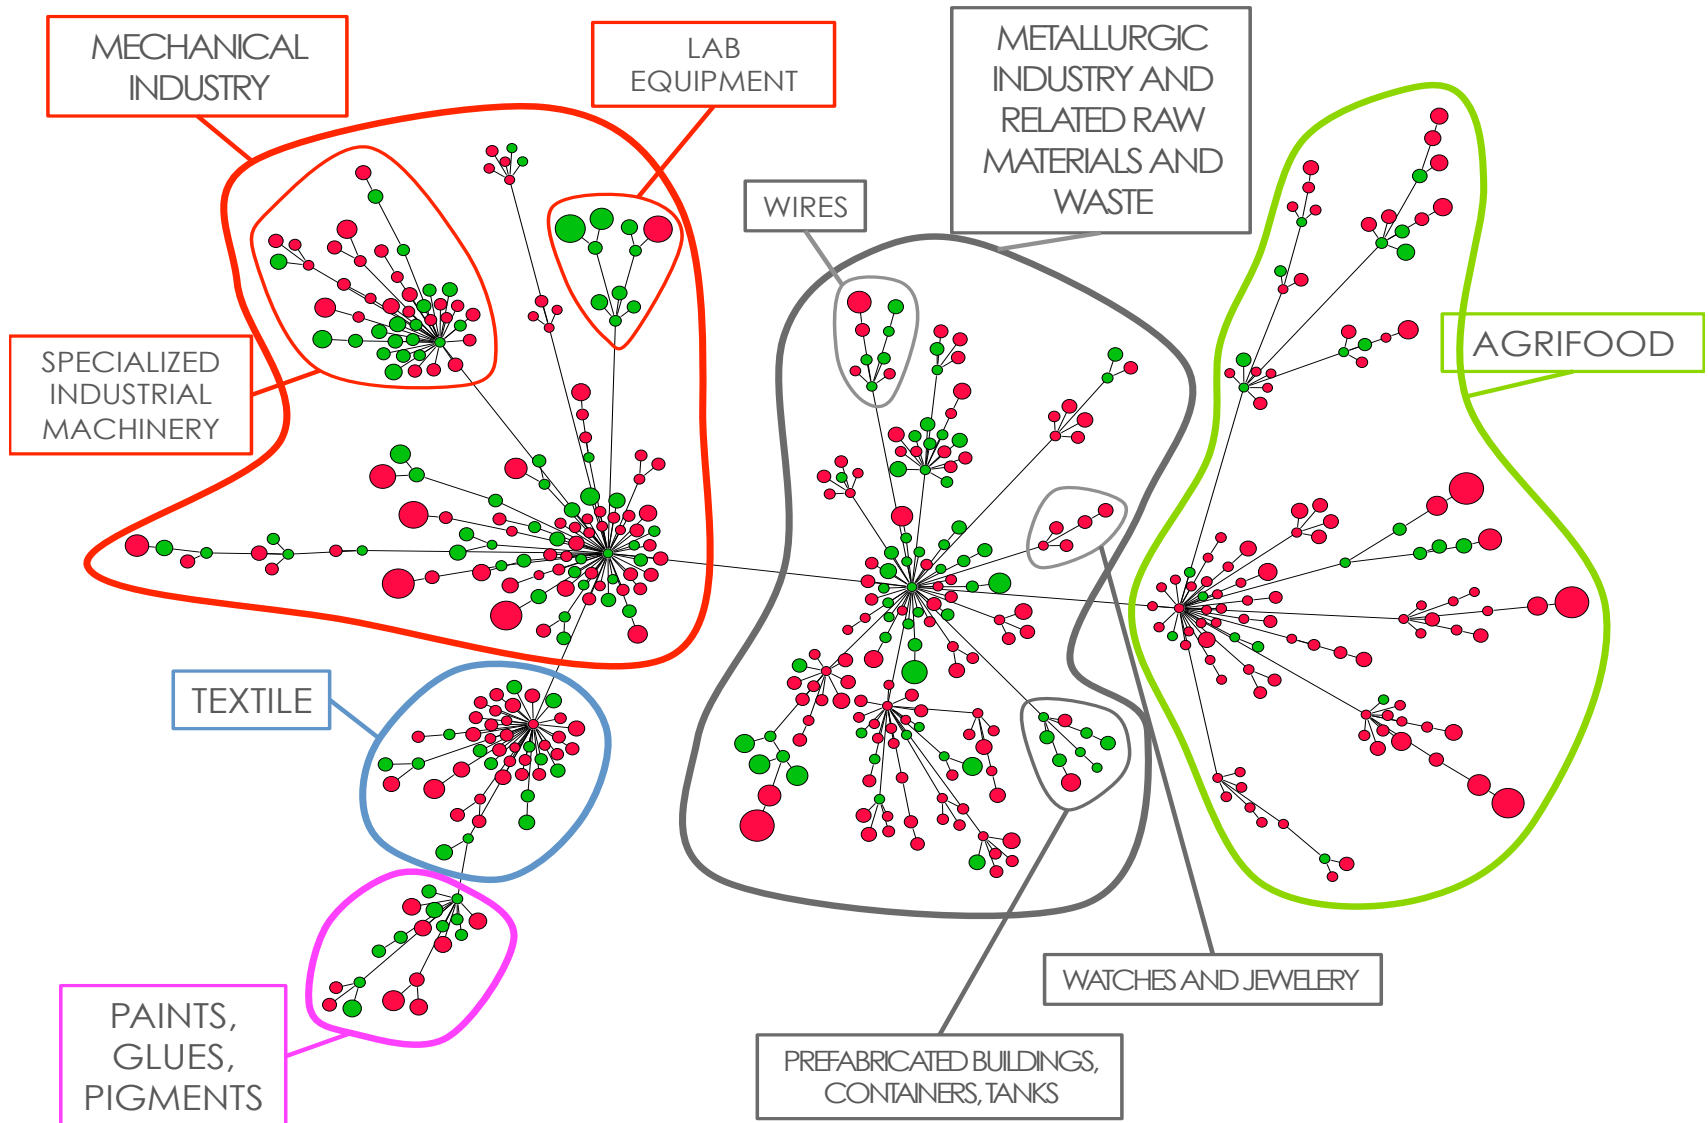 MECHANICAL
INDUSTRY
LAB
EQUIPMENT
METALLURGIC
INDUSTRY AND
RELATED RAW
MATERIALS AND
WASTE
WIRES
AGRIFOOD
SPECIALIZED
INDUSTRIAL
MACHINERY
TEXTILE
WATCHES AND JEWELERY
PAINTS,
GLUES,
PIGMENTS
PREFABRICATED BUILDINGS,
CONTAINERS, TANKS